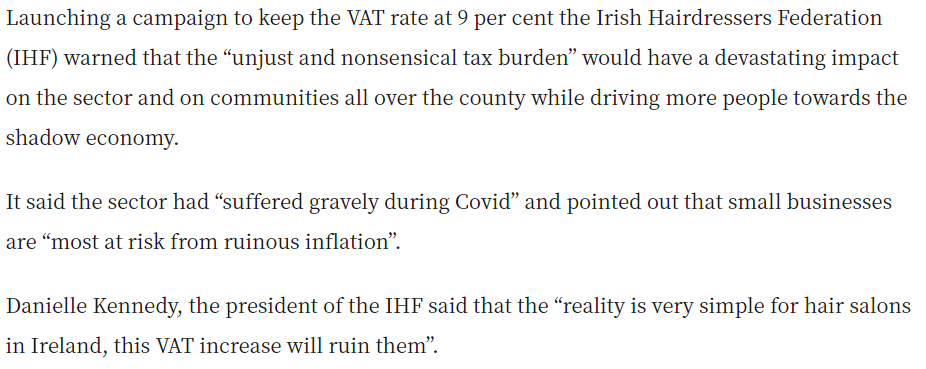 Launching a campaign to keep the VAT rate at 9 per cent the Irish Hairdressers Federation
(IHF) warned that the “unjust and nonsensical tax burden” would have a devastating impact
on the sector and on communities all over the county while driving more people towards the
shadow economy.
It said the sector had “suffered gravely during Covid” and pointed out that small businesses
are “most at risk from ruinous inflation”.
Danielle Kennedy, the president of the IHF said that the “reality is very simple for hair salons
in Ireland, this VAT increase will ruin them”.